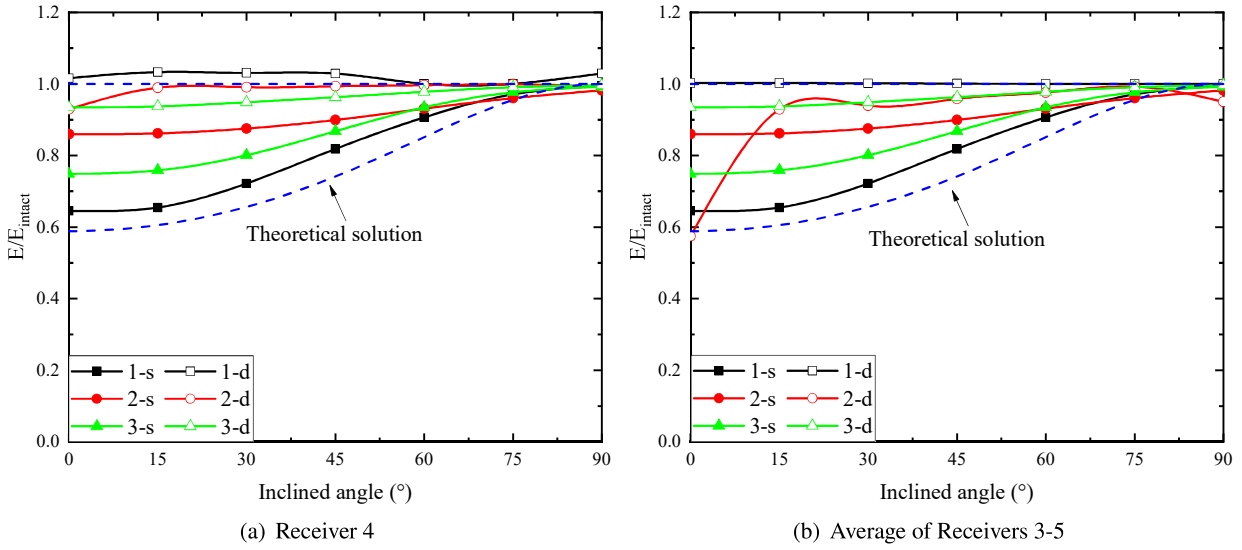 1.2
1.0
0.8
0.6
0.4
0.2
0.0
E/E_intact
Theoretical solution
1-s 1-d
2-s 2-d
3-s 3-d
0 15 30 45 60 75 90
Inclined angle (°)
(a) Receiver 4
1.2
1.0
0.8
0.6
0.4
0.2
0.0
E/E_intact
Theoretical solution
1-s 1-d
2-s 2-d
3-s 3-d
0 15 30 45 60 75 90
Inclined angle (°)
(b) Average of Receivers 3-5